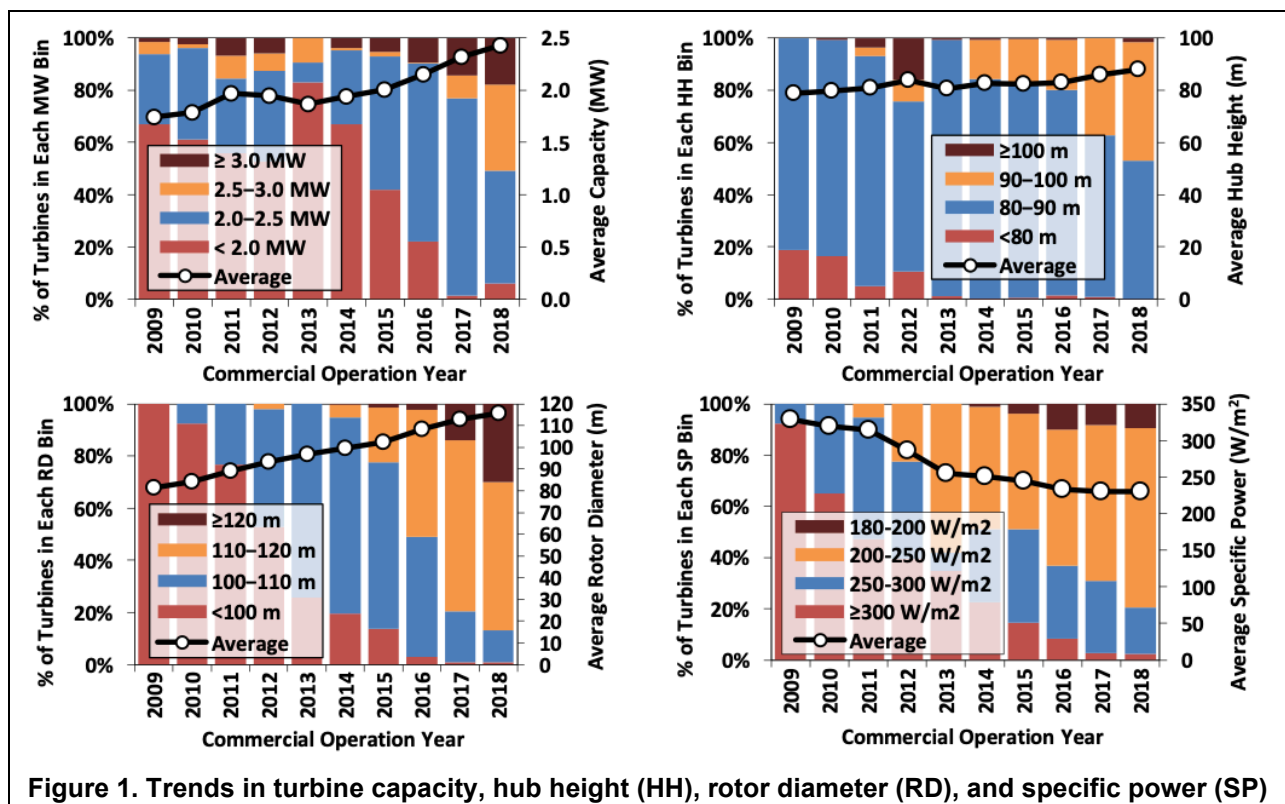 % of Turbines in Each MW Bin
100%
80%
60%
40%
20%
0%
≥ 3.0 MW
2.5–3.0 MW
2.0–2.5 MW
< 2.0 MW
Average
2.5
2.0
1.5
1.0
0.5
0.0
Average Capacity (MW)
2009
2010
2011
2012
2013
2014
2015
2016
2017
2018
Commercial Operation Year
% of Turbines in Each HH Bin
100%
80%
60%
40%
20%
0%
≥100 m
90–100 m
80–90 m
<80 m
Average
100
80
60
40
20
0
Average Hub Height (m)
2009
2010
2011
2012
2013
2014
2015
2016
2017
2018
Commercial Operation Year
% of Turbines in Each RD Bin
100%
80%
60%
40%
20%
0%
≥120 m
110–120 m
100–110 m
<100 m
Average
120
110
100
90
80
70
60
50
40
30
20
10
0
Average Rotor Diameter (m)
2009
2010
2011
2012
2013
2014
2015
2016
2017
2018
Commercial Operation Year
% of Turbines in Each SP Bin
100%
80%
60%
40%
20%
0%
180-200 W/m2
200-250 W/m2
250-300 W/m2
≥300 W/m2
Average
350
300
250
200
150
100
50
0
Average Specific Power (W/m²)
2009
2010
2011
2012
2013
2014
2015
2016
2017
2018
Commercial Operation Year
Figure 1. Trends in turbine capacity, hub height (HH), rotor diameter (RD), and specific power (SP)